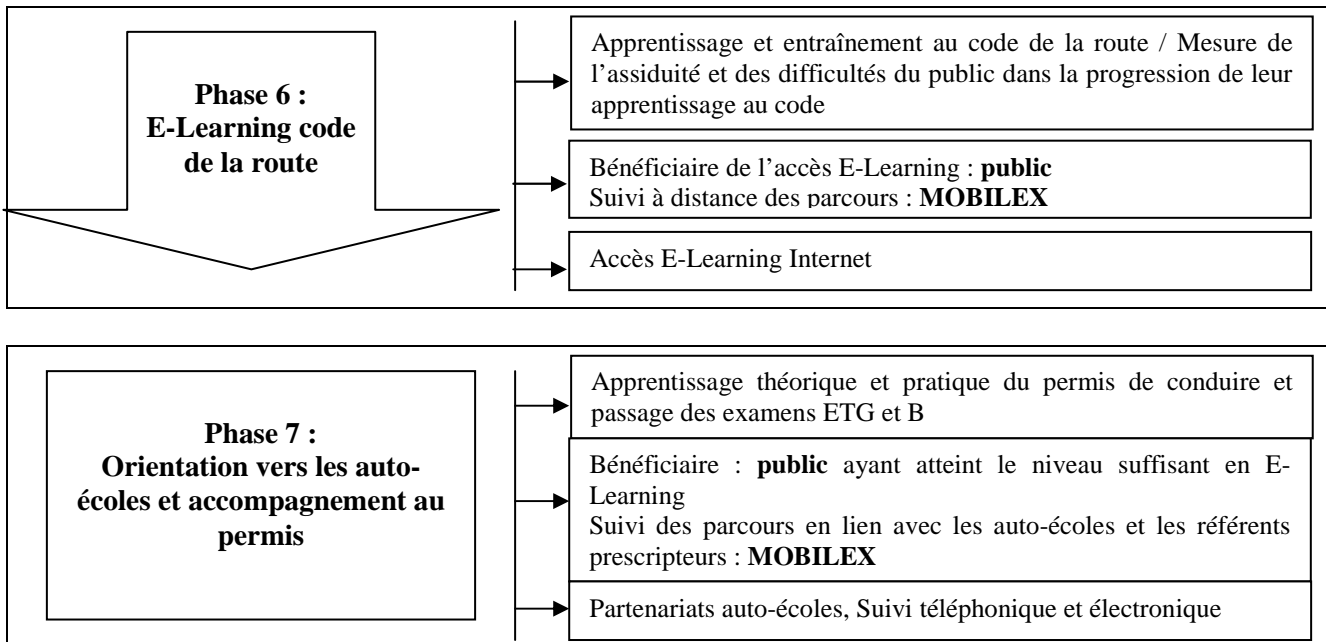 Phase 6 :
E-Learning code
de la route
Apprentissage et entraînement au code de la route / Mesure de
l'assiduité et des difficultés du public dans la progression de leur
apprentissage au code
Bénéficiaire de l'accès E-Learning : public
Suivi à distance des parcours : MOBILEX
Accès E-Learning Internet
Phase 7 :
Orientation vers les auto-
écoles et accompagnement au
permis
Apprentissage théorique et pratique du permis de conduire et
passage des examens ETG et B
Bénéficiaire : public ayant atteint le niveau suffisant en E-
Learning
Suivi des parcours en lien avec les auto-écoles et les référents
prescripteurs : MOBILEX
Partenariats auto-écoles, Suivi téléphonique et électronique